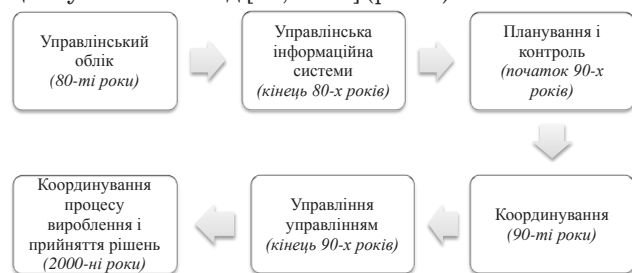 Управлінський
облік
(80-ті роки)
Управлінська
інформаційна
системи
(кінець 80-х років)
Планування і
контроль
(початок 90-х
років)
Координування
(90-ті роки)
Управління
управлінням
(кінець 90-х років)
Координування
процесу
вироблення і
прийняття рішень
(2000-ні роки)